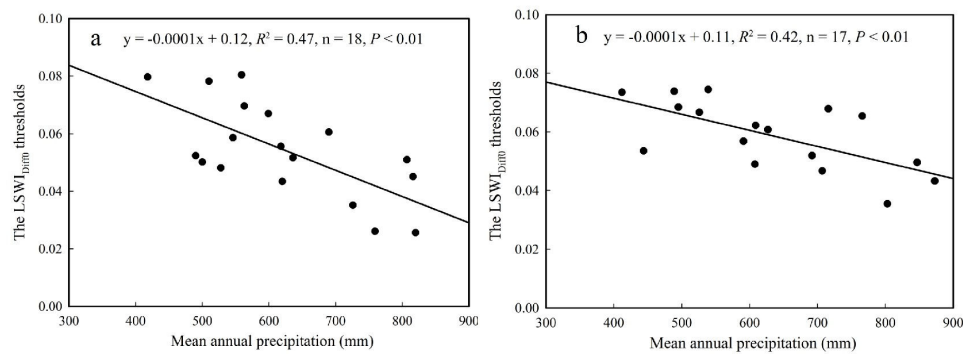 a
y = -0.0001x + 0.12, R² = 0.47, n = 18, P < 0.01
The LSWI thresholds
0.10
0.08
0.06
0.04
0.02
0.00
300 400 500 600 700 800 900
Mean annual precipitation (mm)
b
y = -0.0001x + 0.11, R² = 0.42, n = 17, P < 0.01
The LSWI thresholds
0.10
0.08
0.06
0.04
0.02
0.00
300 400 500 600 700 800 900
Mean annual precipitation (mm)